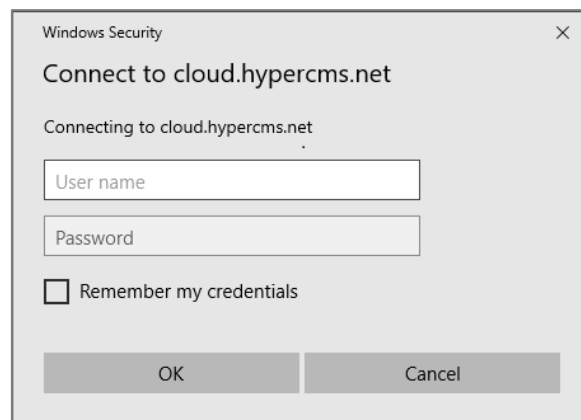 Windows Security
Connect to cloud.hypercms.net
Connecting to cloud.hypercms.net
User name
Password
Remember my credentials
OK Cancel